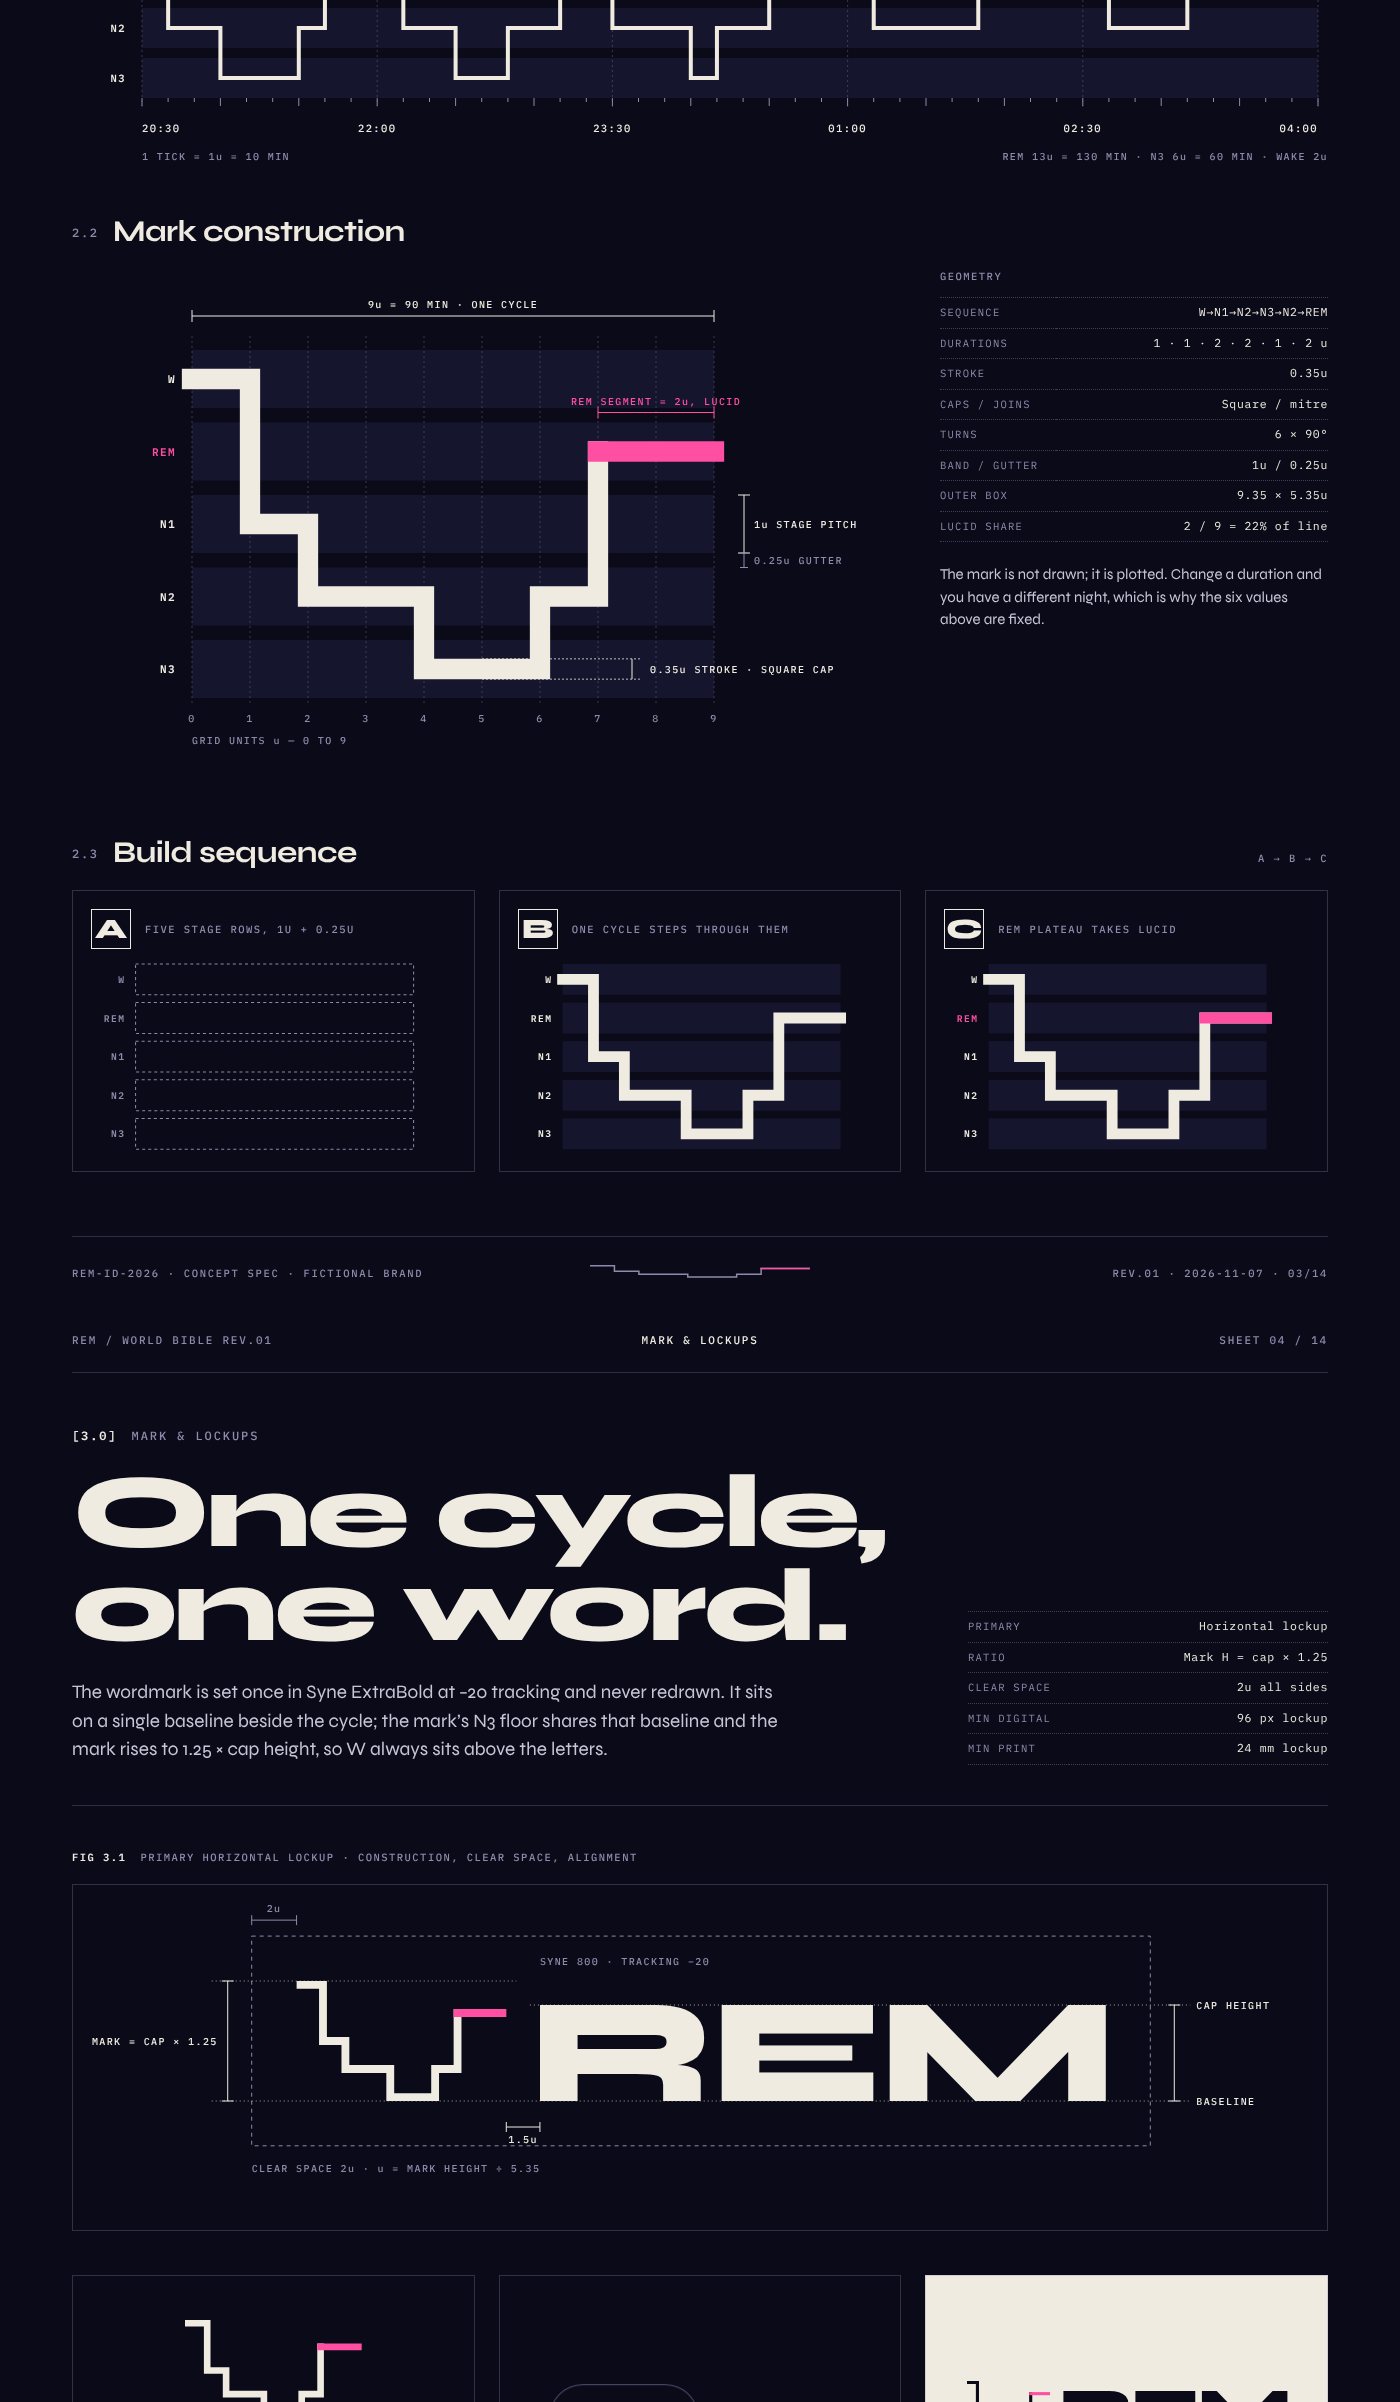 N2
N3
20:30 22:00 23:30 01:00 02:30 04:00
1 TICK = 1u = 10 MIN
REM 13u = 130 MIN · N3 6u = 60 MIN · WAKE 2u
2.2 Mark construction
9u = 90 MIN · ONE CYCLE
W
REM SEGMENT = 2u, LUCID
REM
N1
1u STAGE PITCH
0.25u GUTTER
N2
N3
0.35u STROKE · SQUARE CAP
0 1 2 3 4 5 6 7 8 9
GRID UNITS u — 0 TO 9
GEOMETRY
SEQUENCE W→N1→N2→N3→N2→REM
DURATIONS 1 · 1 · 2 · 2 · 1 · 2 u
STROKE 0.35u
CAPS / JOINS Square / mitre
TURNS 6 × 90°
BAND / GUTTER 1u / 0.25u
OUTER BOX 9.35 × 5.35u
LUCID SHARE 2 / 9 = 22% of line
The mark is not drawn; it is plotted. Change a duration and
you have a different night, which is why the six values
above are fixed.
2.3 Build sequence
A → B → C
A FIVE STAGE ROWS, 1U + 0.25U
W
REM
N1
N2
N3
B ONE CYCLE STEPS THROUGH THEM
W
REM
N1
N2
N3
C REM PLATEAU TAKES LUCID
W
REM
N1
N2
N3
REM-ID-2026 · CONCEPT SPEC · FICTIONAL BRAND
REV.01 · 2026-11-07 · 03/14
REM / WORLD BIBLE REV.01
MARK & LOCKUPS
SHEET 04 / 14
[3.0] MARK & LOCKUPS
One cycle,
one word.
The wordmark is set once in Syne ExtraBold at -20 tracking and never redrawn. It sits
on a single baseline beside the cycle; the mark’s N3 floor shares that baseline and the
mark rises to 1.25 × cap height, so W always sits above the letters.
PRIMARY Horizontal lockup
RATIO Mark H = cap × 1.25
CLEAR SPACE 2u all sides
MIN DIGITAL 96 px lockup
MIN PRINT 24 mm lockup
FIG 3.1 PRIMARY HORIZONTAL LOCKUP · CONSTRUCTION, CLEAR SPACE, ALIGNMENT
2u
SYNE 800 · TRACKING -20
CAP HEIGHT
MARK = CAP × 1.25
REM
BASELINE
1.5u
CLEAR SPACE 2u · u = MARK HEIGHT ÷ 5.35
REM